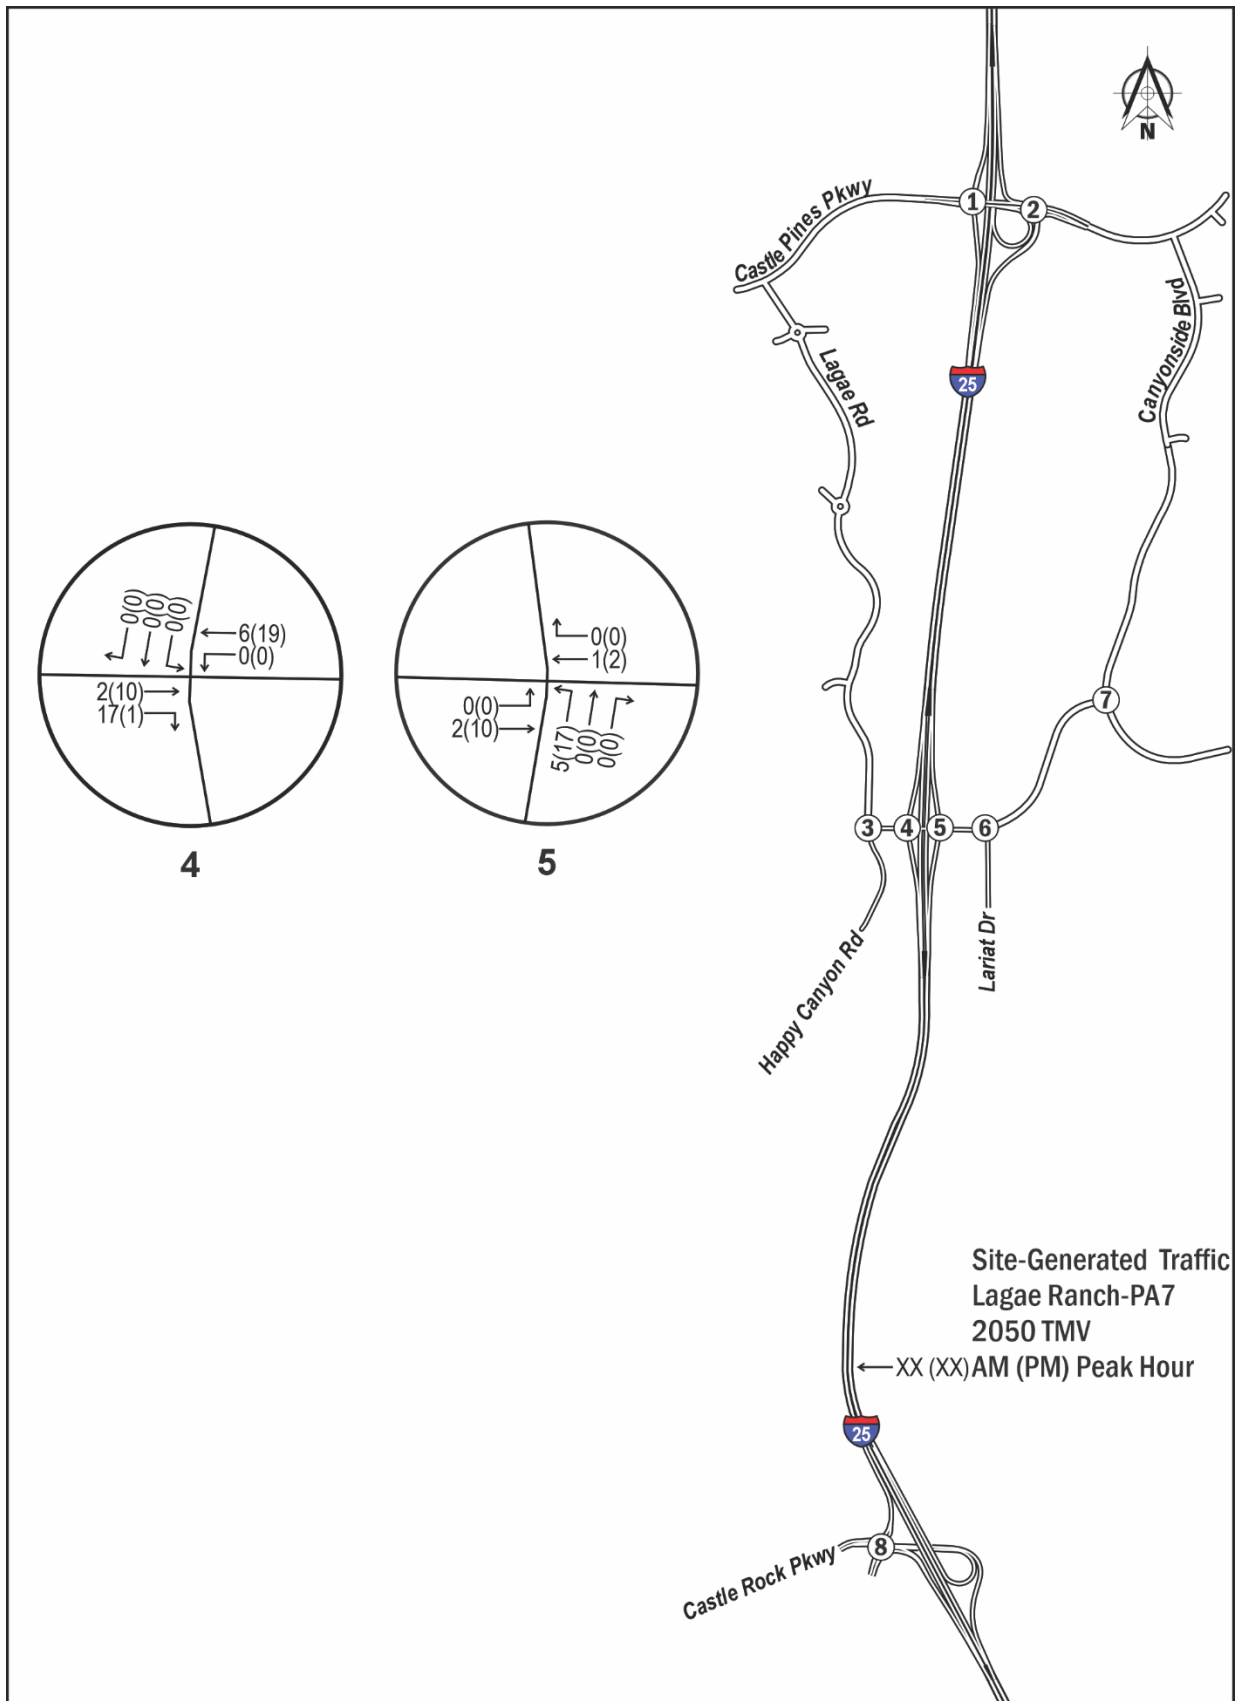 N
Castle Pines Pkwy
1
2
Canyonside Blvd
25
Lagae Rd
0(0)
0(0)
0(0)
6(19)
0(0)
2(10)
17(1)
4
0(0)
1(2)
0(0)
2(10)
5(17)
0(0)
0(0)
5
7
3
4
5
6
Happy Canyon Rd
Lariat Dr
Site-Generated Traffic
Lagae Ranch-PA7
2050 TMV
XX (XX) AM (PM) Peak Hour
25
8
Castle Rock Pkwy